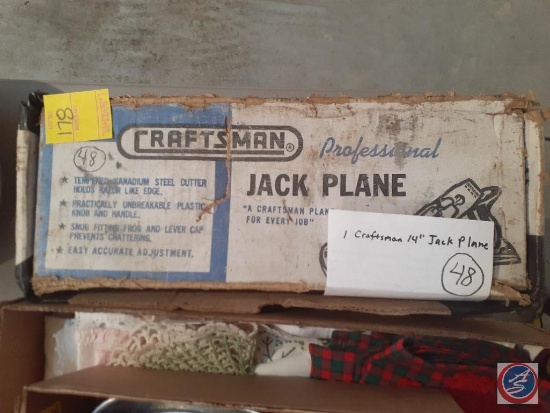 178
48
CRAFTSMAN®
Professional
JACK PLANE
★ TEMPERED VANADIUM STEEL CUTTER
HOLDS RAZOR LIKE EDGE.
★ PRACTICALLY UNBREAKABLE PLASTIC
KNOB AND HANDLE.
★ SNUG FITTING FROG AND LEVER CAP
PREVENTS CHATTERING.
★ EASY ACCURATE ADJUSTMENT.
"A CRAFTSMAN PLAN
FOR EVERY JOB"
1 Craftsman 14" Jack Plane
48